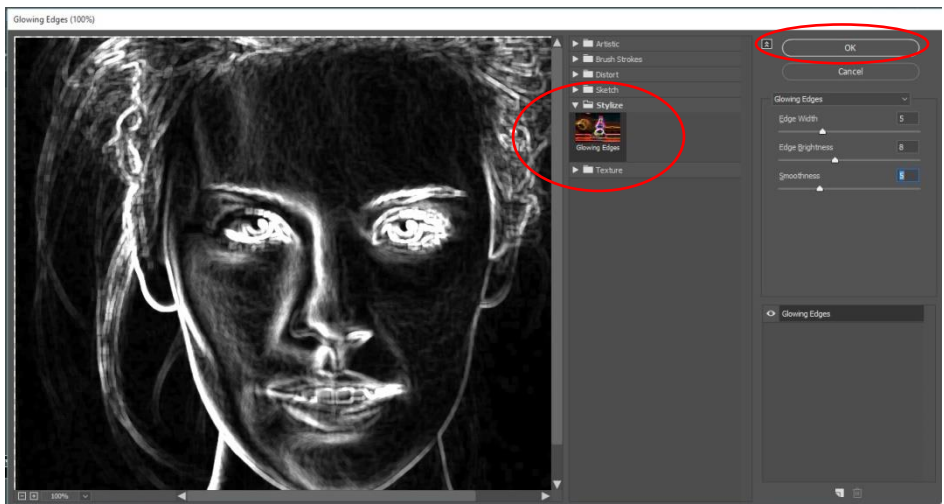 Glowing Edges (100%)
Artistic
Brush Strokes
Distort
Sketch
Stylize
Glowing Edges
Texture
OK
Cancel
Glowing Edges
Edge Width 5
Edge Brightness 8
Smoothness 5
Glowing Edges
100%